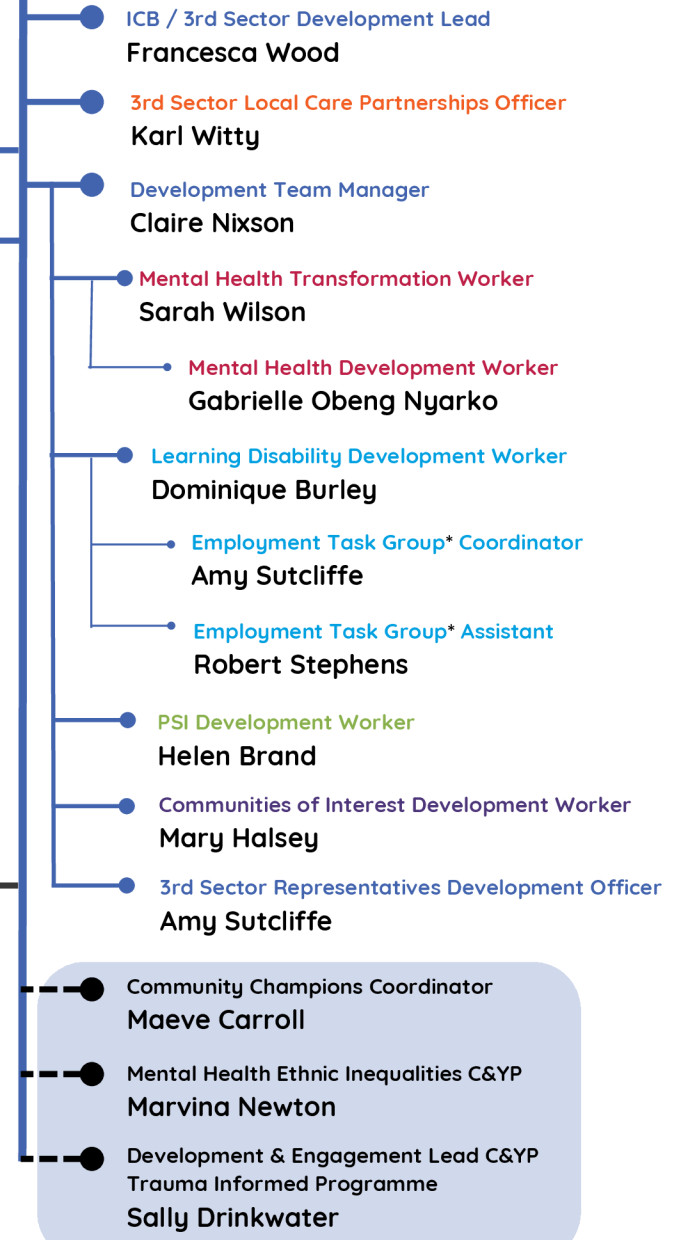 ICB / 3rd Sector Development Lead
Francesca Wood
3rd Sector Local Care Partnerships Officer
Karl Witty
Development Team Manager
Claire Nixson
Mental Health Transformation Worker
Sarah Wilson
Mental Health Development Worker
Gabrielle Obeng Nyarko
Learning Disability Development Worker
Dominique Burley
Employment Task Group* Coordinator
Amy Sutcliffe
Employment Task Group* Assistant
Robert Stephens
PSI Development Worker
Helen Brand
Communities of Interest Development Worker
Mary Halsey
3rd Sector Representatives Development Officer
Amy Sutcliffe
Community Champions Coordinator
Maeve Carroll
Mental Health Ethnic Inequalities C&YP
Marvina Newton
Development & Engagement Lead C&YP
Trauma Informed Programme
Sally Drinkwater